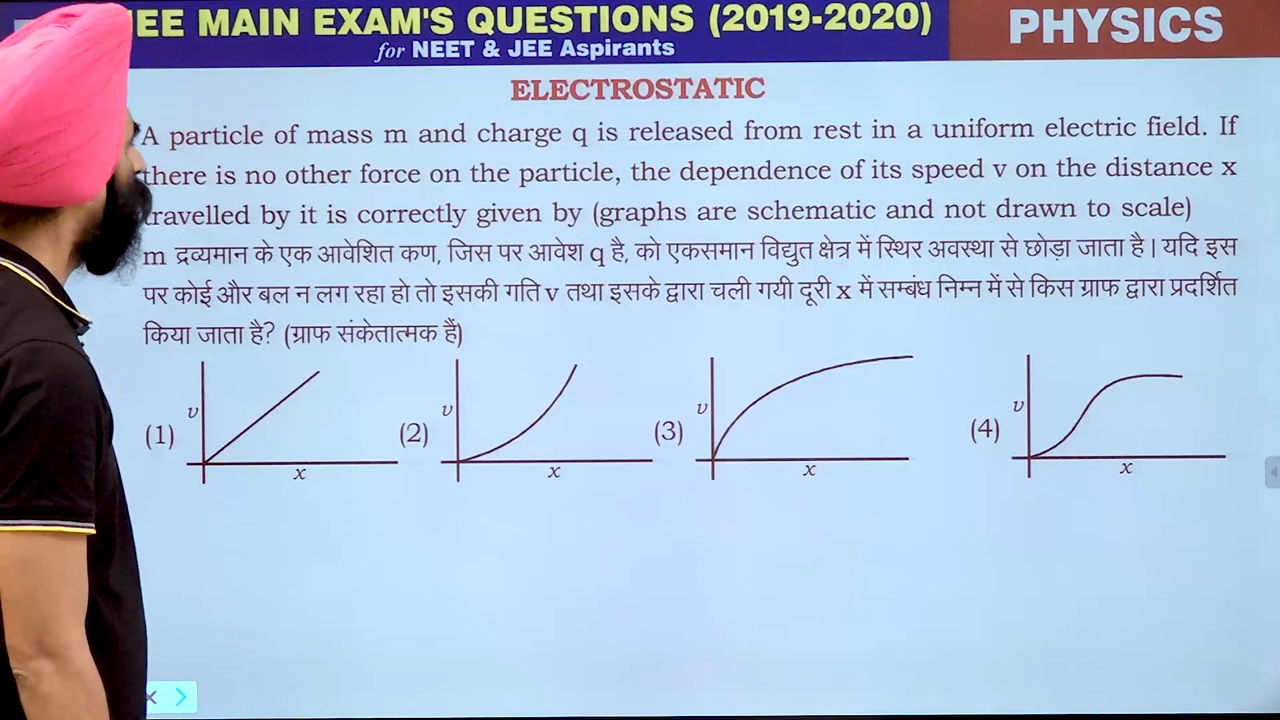 EE MAIN EXAM'S QUESTIONS (2019-2020)
for NEET & JEE Aspirants
PHYSICS
ELECTROSTATIC
A particle of mass m and charge q is released from rest in a uniform electric field. If
there is no other force on the particle, the dependence of its speed v on the distance x
travelled by it is correctly given by (graphs are schematic and not drawn to scale)
m द्रव्यमान के एक आवेशित कण, जिस पर आवेश q है, को एकसमान विद्युत क्षेत्र में स्थिर अवस्था से छोड़ा जाता है। यदि इस
पर कोई और बल न लग रहा हो तो इसकी गति v तथा इसके द्वारा चली गयी दूरी x में सम्बंध निम्न में से किस ग्राफ द्वारा प्रदर्शित
किया जाता है? (ग्राफ संकेतात्मक हैं)
(1) υ x (2) υ x (3) υ x (4) υ x